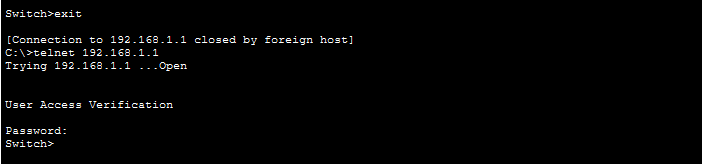 Switch>exit
[Connection to 192.168.1.1 closed by foreign host]
C:\>telnet 192.168.1.1
Trying 192.168.1.1 ...Open
User Access Verification
Password:
Switch>